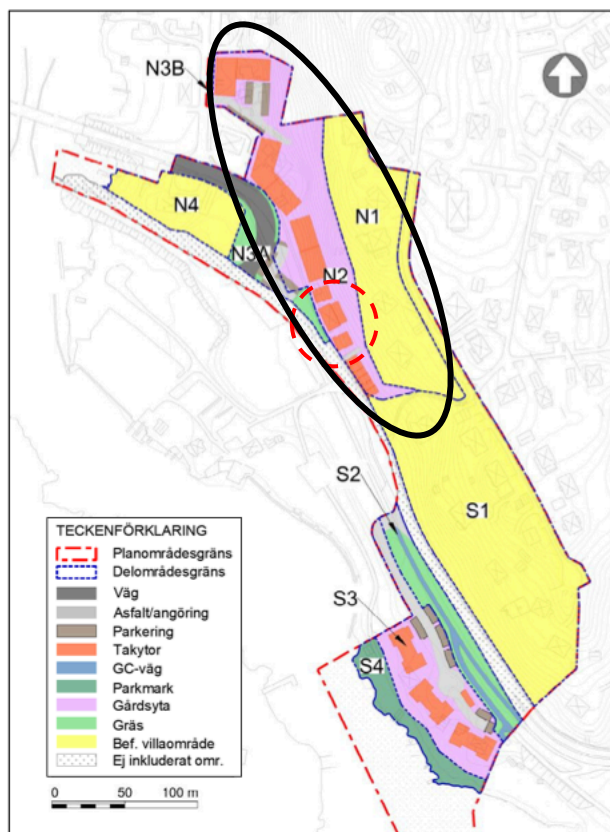 N3B
N4
N1
N3A
N2
S2
S1
S3
S4
TECKENFÖRKLARING
Planområdesgräns
Delområdesgräns
Väg
Asfalt/angöring
Parkering
Takytor
GC-väg
Parkmark
Gårdsyta
Gräs
Bef. villaområde
Ej inkluderat omr.
0 50 100 m